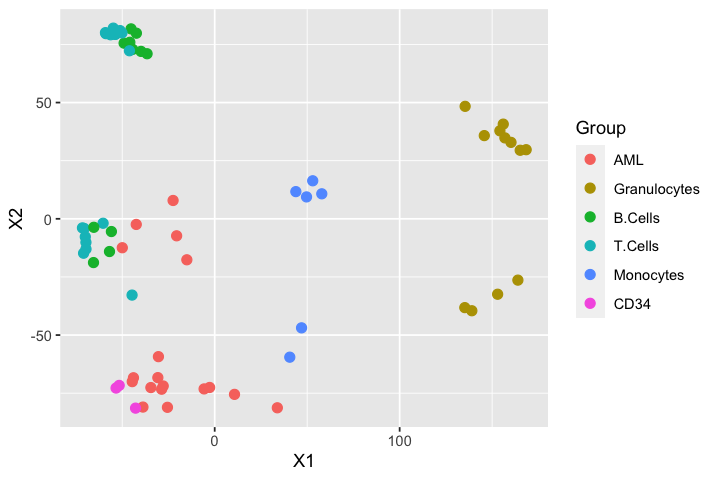 50
0
-50
X2
0
100
X1
Group
AML
Granulocytes
B.Cells
T.Cells
Monocytes
CD34